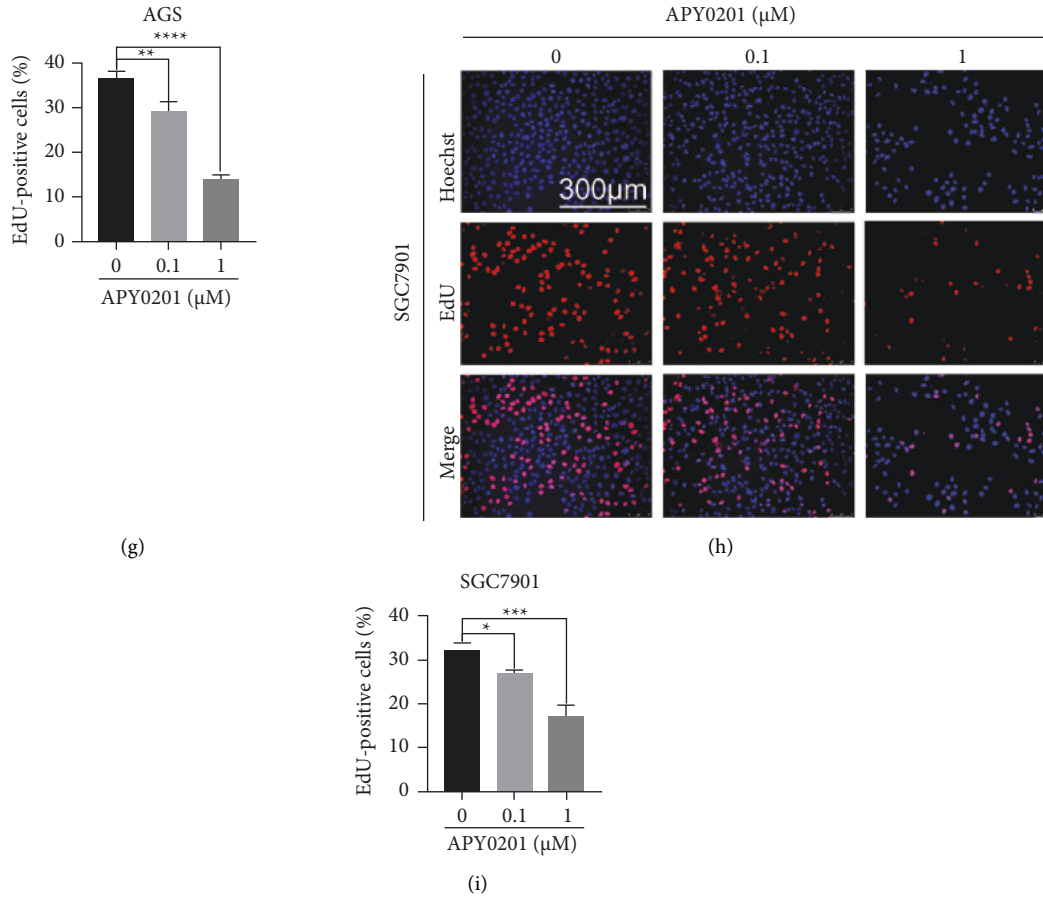 AGS
EdU-positive cells (%)
40
30
20
10
0
**
****
0 0.1 1
APY0201 (μM)
(g)
APY0201 (μM)
0 0.1 1
SGC7901
Hoechst
300μm
EdU
Merge
(h)
SGC7901
EdU-positive cells (%)
40
30
20
10
0
*
***
0 0.1 1
APY0201 (μM)
(i)